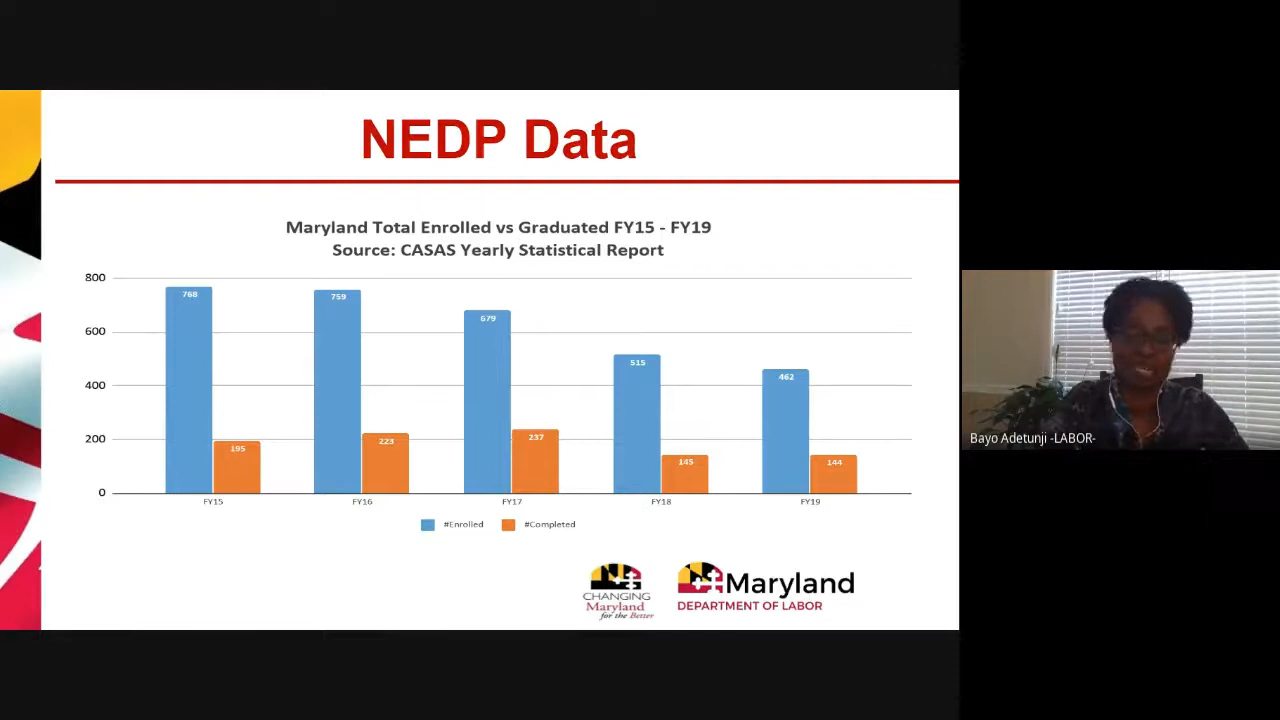 NEDP Data
Maryland Total Enrolled vs Graduated FY15 - FY19
Source: CASAS Yearly Statistical Report
800
600
400
200
0
768
195
759
223
679
237
515
145
462
144
FY15
FY16
FY17
FY18
FY19
#Enrolled
#Completed
CHANGING
Maryland
for the Better
Maryland
DEPARTMENT OF LABOR
Bayo Adetunji -LABOR-